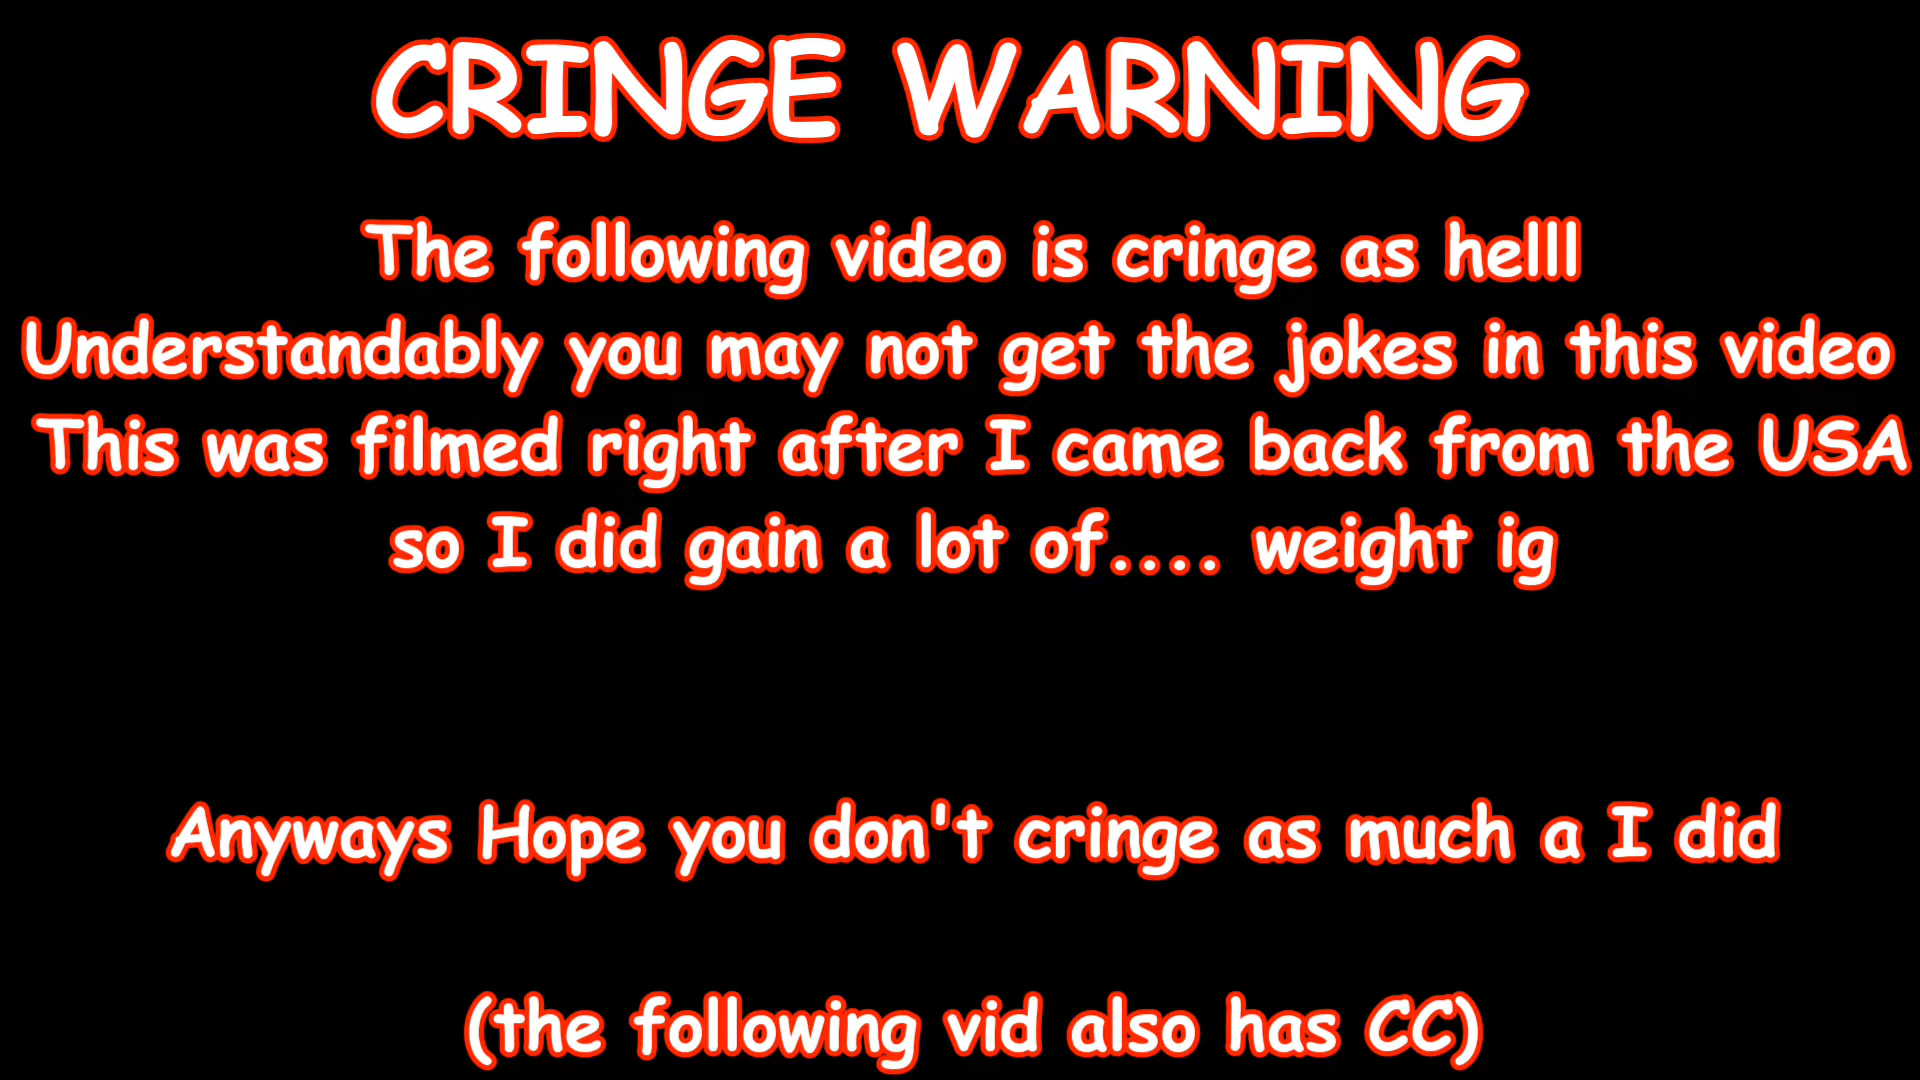 CRINGE WARNING
The following video is cringe as helll
Understandably you may not get the jokes in this video
This was filmed right after I came back from the USA
so I did gain a lot of.... weight ig
Anyways Hope you don't cringe as much a I did
(the following vid also has CC)